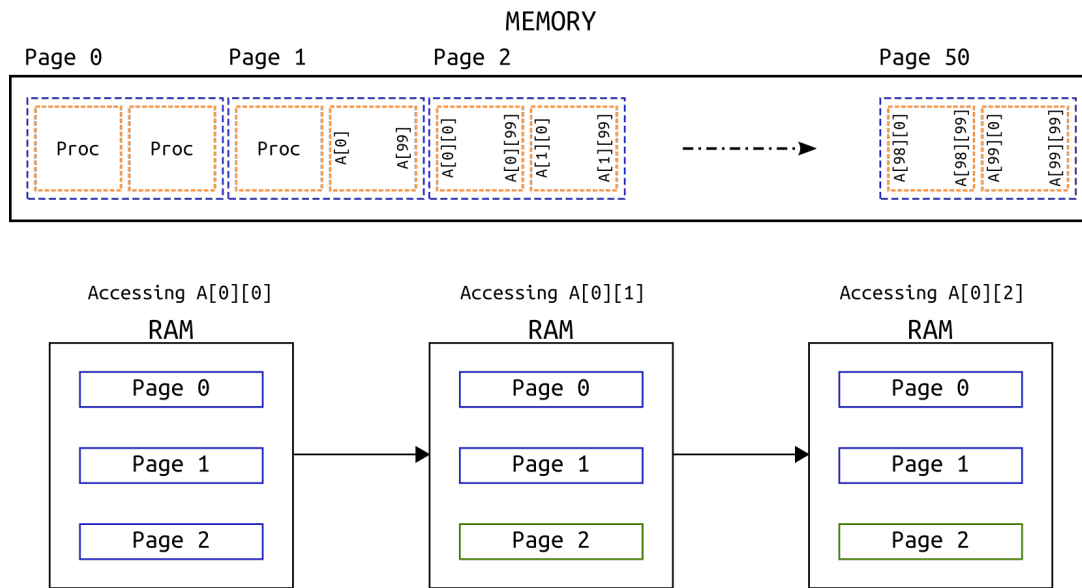 MEMORY
Page 0 Page 1 Page 2 Page 50
Proc Proc Proc A[0] A[99] A[0][0] A[0][99] A[1][0] A[1][99] A[98][0] A[98][99] A[99][0] A[99][99]
Accessing A[0][0] Accessing A[0][1] Accessing A[0][2]
RAM RAM RAM
Page 0 Page 0 Page 0
Page 1 Page 1 Page 1
Page 2 Page 2 Page 2